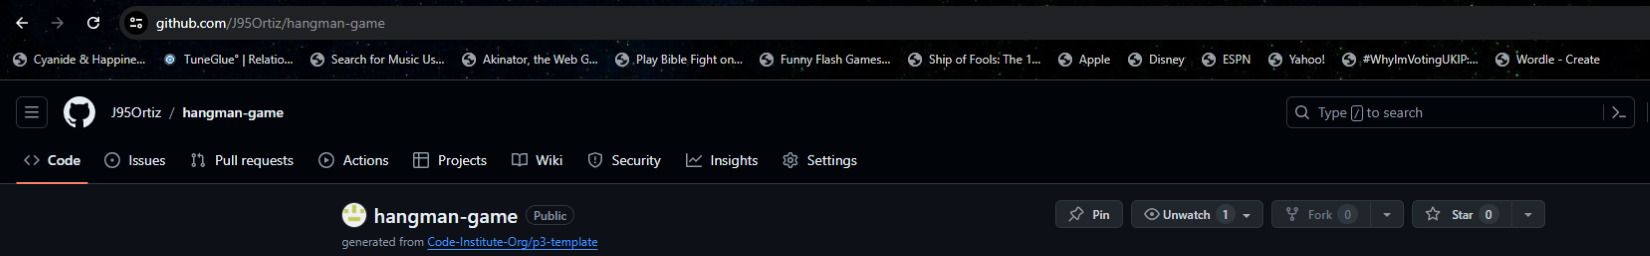 github.com/J95Ortiz/hangman-game
Cyanide & Happine... TuneGlue° | Relatio... Search for Music Us... Akinator, the Web G... Play Bible Fight on... Funny Flash Games... Ship of Fools: The 1... Apple Disney ESPN Yahoo! #WhyImVotingUKIP:... Wordle - Create
J95Ortiz / hangman-game Type / to search
Code Issues Pull requests Actions Projects Wiki Security Insights Settings
hangman-game Public Pin Unwatch 1 Fork 0 Star 0
generated from Code-Institute-Org/p3-template